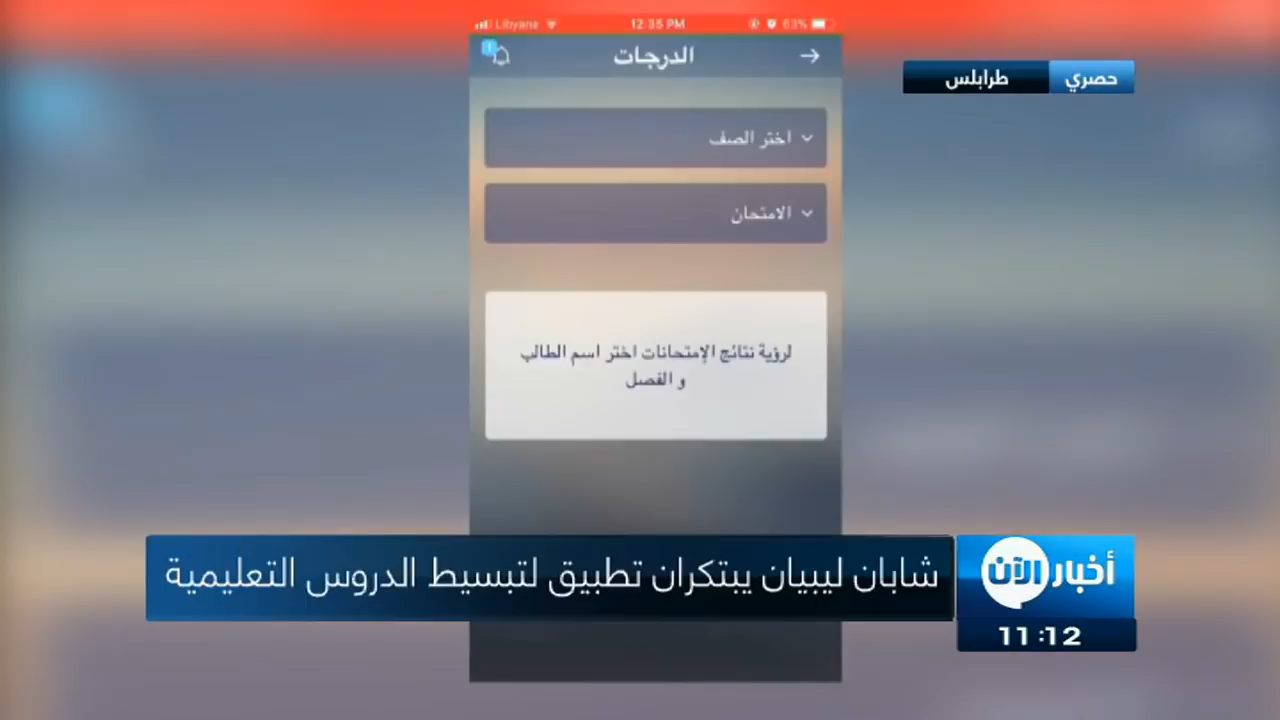 Libyana 12:35 PM 63%
1
الدرجات
حصري طرابلس
اختر الصف
الامتحان
لرؤية نتائج الإمتحانات اختر اسم الطالب
و الفصل
شابان ليبيان يبتكران تطبيق لتبسيط الدروس التعليمية
أخبار الآن
11:12